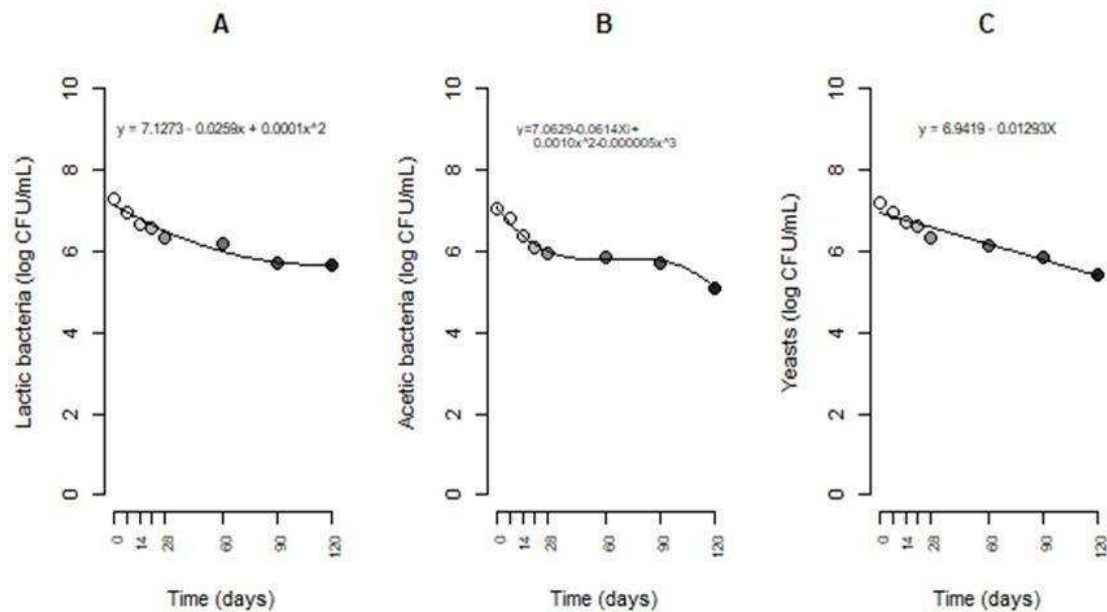 A
Lactic bacteria (log CFU/mL)
10
8
6
4
2
0
y = 7.1273 - 0.0259x + 0.0001x^2
0
14
28
60
90
120
Time (days)
B
Acetic bacteria (log CFU/mL)
10
8
6
4
2
0
y=7.0629-0.0614Xi+
0.0010x^2-0.000005x^3
0
14
28
60
90
120
Time (days)
C
Yeasts (log CFU/mL)
10
8
6
4
2
0
y = 6.9419 - 0.01293X
0
14
28
60
90
120
Time (days)